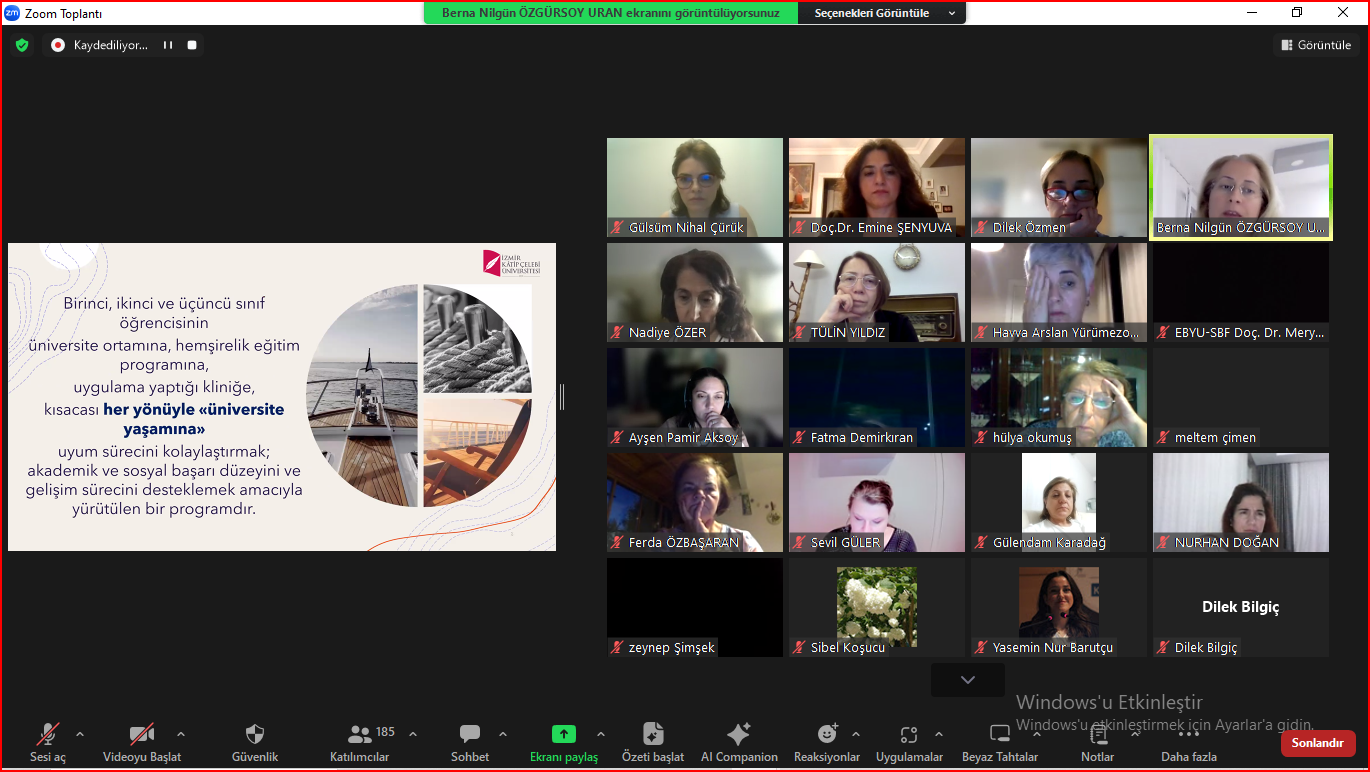 zm Zoom Toplantı
Berna Nilgün ÖZGÜRSOY URAN ekranını görüntülüyorsunuz
Seçenekleri Görüntüle
Kaydediliyor...
Görüntüle
İZMİR
KÂTİP ÇELEBİ
ÜNİVERSİTESİ
Birinci, ikinci ve üçüncü sınıf
öğrencisinin
üniversite ortamına, hemşirelik eğitim
programına,
uygulama yaptığı kliniğe,
kısacası her yönüyle «üniversite
yaşamına»
uyum sürecini kolaylaştırmak;
akademik ve sosyal başarı düzeyini ve
gelişim sürecini desteklemek amacıyla
yürütülen bir programdır.
Gülsüm Nihal Çürük
Doç.Dr. Emine ŞENYUVA
Dilek Özmen
Berna Nilgün ÖZGÜRSOY U...
Nadiye ÖZER
TÜLİN YILDIZ
Havva Arslan Yürümezo...
EBYU-SBF Doç. Dr. Mery...
Ayşen Pamir Aksoy
Fatma Demirkıran
hülya okumuş
meltem çimen
Ferda ÖZBAŞARAN
Sevil GÜLER
Gülendam Karadağ
NURHAN DOĞAN
zeynep Şimşek
Sibel Koşucu
Yasemin Nur Barutçu
Dilek Bilgiç
Dilek Bilgiç
Windows'u Etkinleştir
Windows'u etkinleştirmek için Ayarlar'a gidin.
Sesi aç
Videoyu Başlat
Güvenlik
Katılımcılar
185
Sohbet
Ekranı paylaş
Özeti başlat
AI Companion
Reaksiyonlar
Uygulamalar
Beyaz Tahtalar
Notlar
Daha fazla
Sonlandır